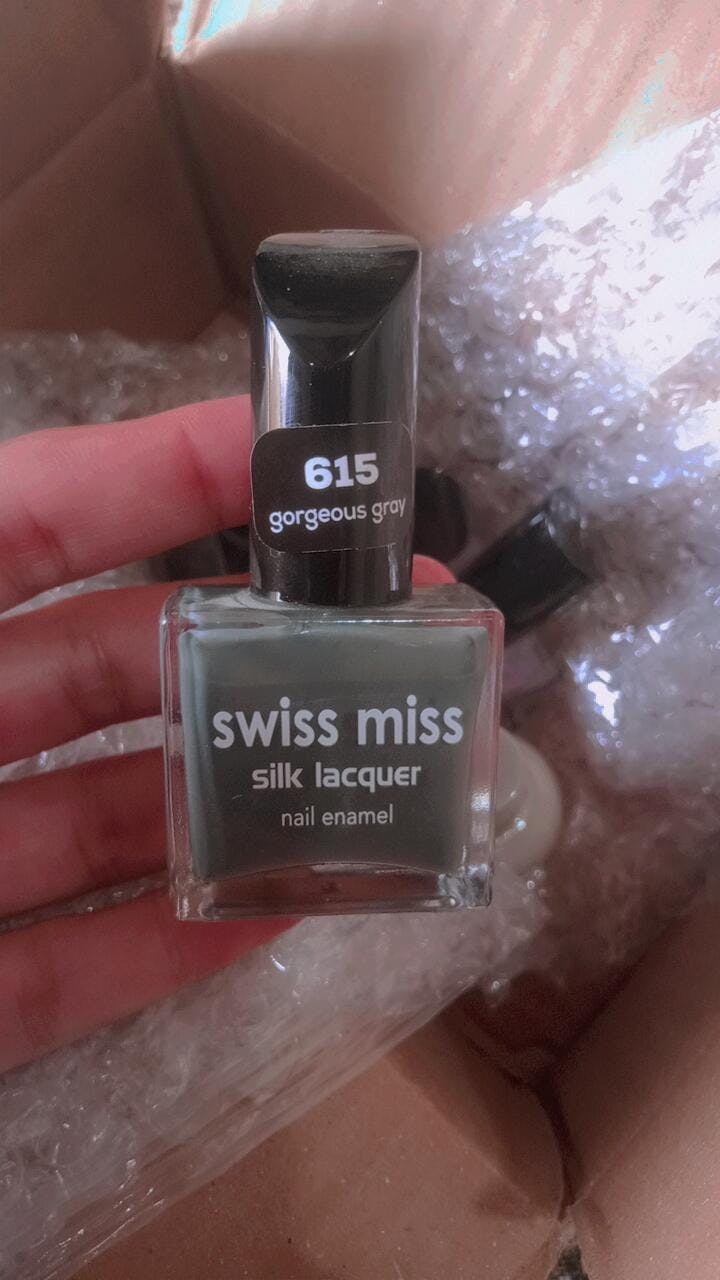 615
gorgeous gray
swiss miss
silk lacquer
nail enamel